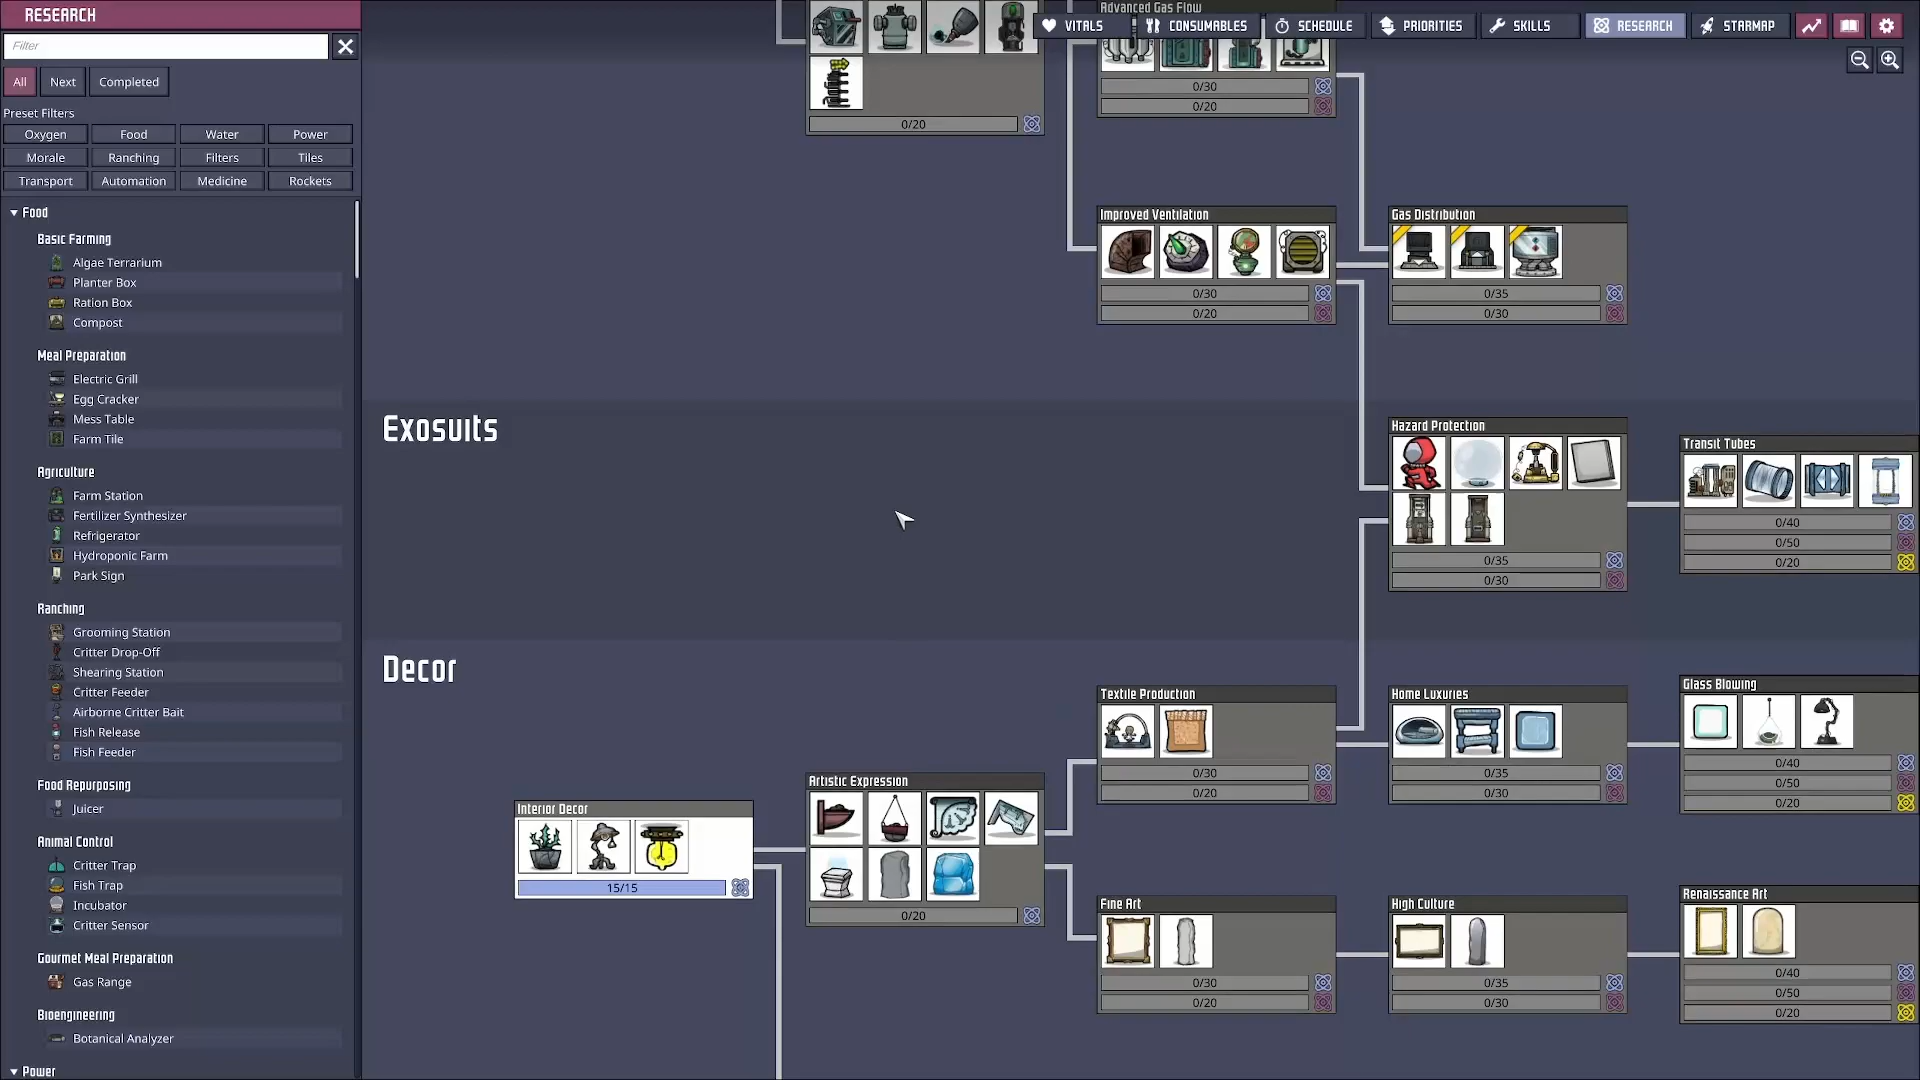 RESEARCH
Filter
All
Next
Completed
Preset Filters
Oxygen
Food
Water
Power
Morale
Ranching
Filters
Tiles
Transport
Automation
Medicine
Rockets
Food
Basic Farming
Algae Terrarium
Planter Box
Ration Box
Compost
Meal Preparation
Electric Grill
Egg Cracker
Mess Table
Farm Tile
Agriculture
Farm Station
Fertilizer Synthesizer
Refrigerator
Hydroponic Farm
Park Sign
Ranching
Grooming Station
Critter Drop-Off
Shearing Station
Critter Feeder
Airborne Critter Bait
Fish Release
Fish Feeder
Food Repurposing
Juicer
Animal Control
Critter Trap
Fish Trap
Incubator
Critter Sensor
Gourmet Meal Preparation
Gas Range
Bioengineering
Botanical Analyzer
Power
VITALS
CONSUMABLES
SCHEDULE
PRIORITIES
SKILLS
RESEARCH
STARMAP
0/20
Advanced Gas Flow
0/30
0/20
Improved Ventilation
0/30
0/20
Gas Distribution
0/35
0/30
Exosuits
Hazard Protection
0/35
0/30
Transit Tubes
0/40
0/50
0/20
Decor
Interior Decor
15/15
Artistic Expression
0/20
Textile Production
0/30
0/20
Home Luxuries
0/35
0/30
Glass Blowing
0/40
0/50
0/20
Fine Art
0/30
0/20
High Culture
0/35
0/30
Renaissance Art
0/40
0/50
0/20